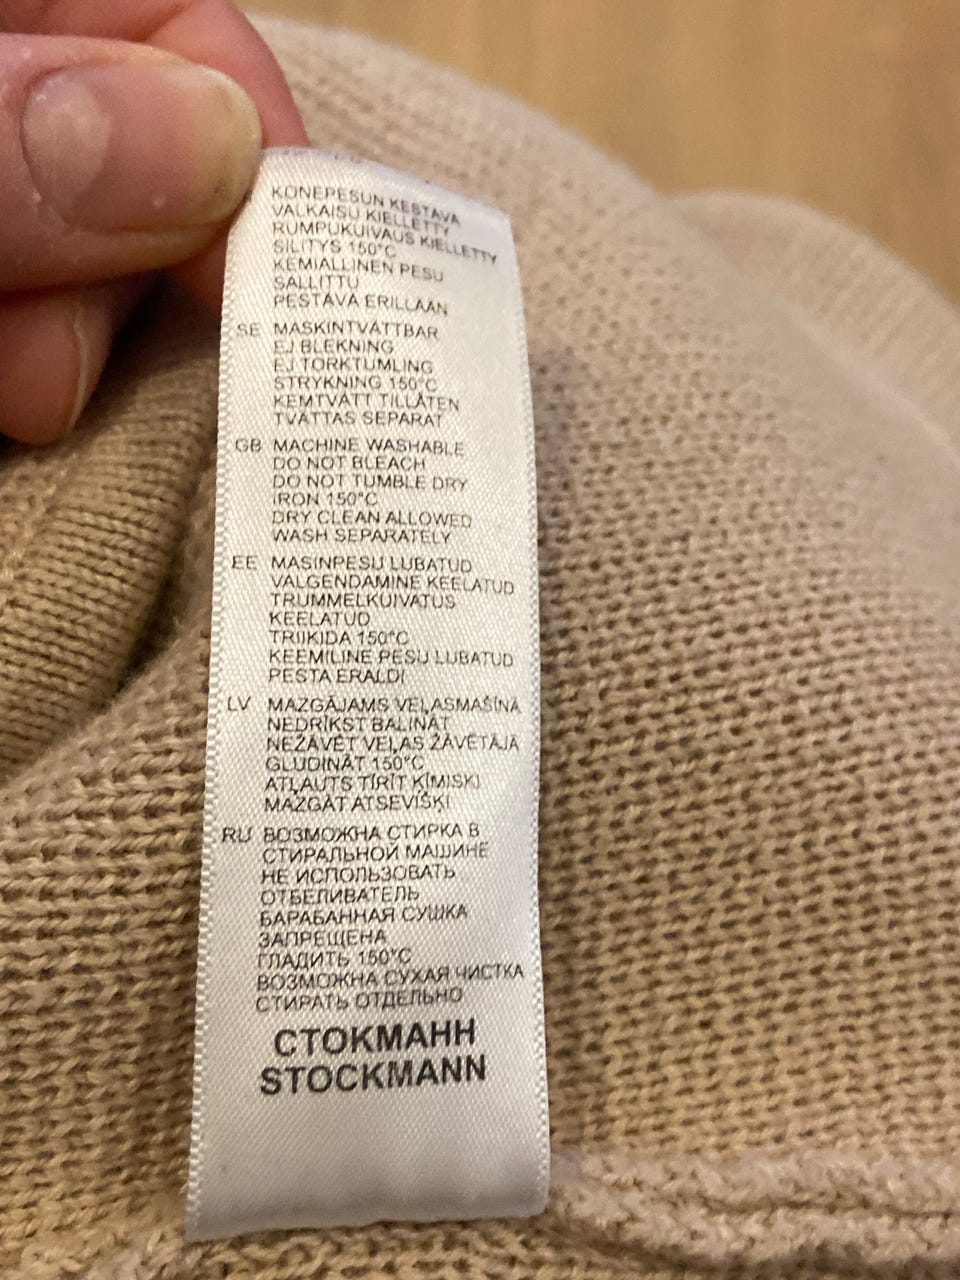 KONEPESUN KESTÄVÄ
VALKAISU KIELLETTY
RUMPUKUIVAUS KIELLETTY
SILITYS 150°C
KEMIALLINEN PESU
SALLITTU
PESTÄVÄ ERILLÄÄN
SE MASKINTVÄTTBAR
EJ BLEKNING
EJ TORKTUMLING
STRYKNING 150°C
KEMTVÄTT TILLÅTEN
TVÄTTAS SEPARAT
GB MACHINE WASHABLE
DO NOT BLEACH
DO NOT TUMBLE DRY
IRON 150°C
DRY CLEAN ALLOWED
WASH SEPARATELY
EE MASINPESU LUBATUD
VALGENDAMINE KEELATUD
TRUMMELKUIVATUS
KEELATUD
TRIIKIDA 150°C
KEEMILINE PESU LUBATUD
PESTA ERALDI
LV MAZGĀJAMS VEĻASMAŠĪNĀ
NEDRĪKST BALINĀT
NEŽĀVĒT VEĻAS ŽĀVĒTĀJĀ
GLUDINĀT 150°C
ATĻAUTS TĪRĪT ĶĪMISKI
MAZGĀT ATSEVIŠĶI
RU ВОЗМОЖНА СТИРКА В
СТИРАЛЬНОЙ МАШИНЕ
НЕ ИСПОЛЬЗОВАТЬ
ОТБЕЛИВАТЕЛЬ
БАРАБАННАЯ СУШКА
ЗАПРЕЩЕНА
ГЛАДИТЬ 150°C
ВОЗМОЖНА СУХАЯ ЧИСТКА
СТИРАТЬ ОТДЕЛЬНО
СТОКМАНН
STOCKMANN